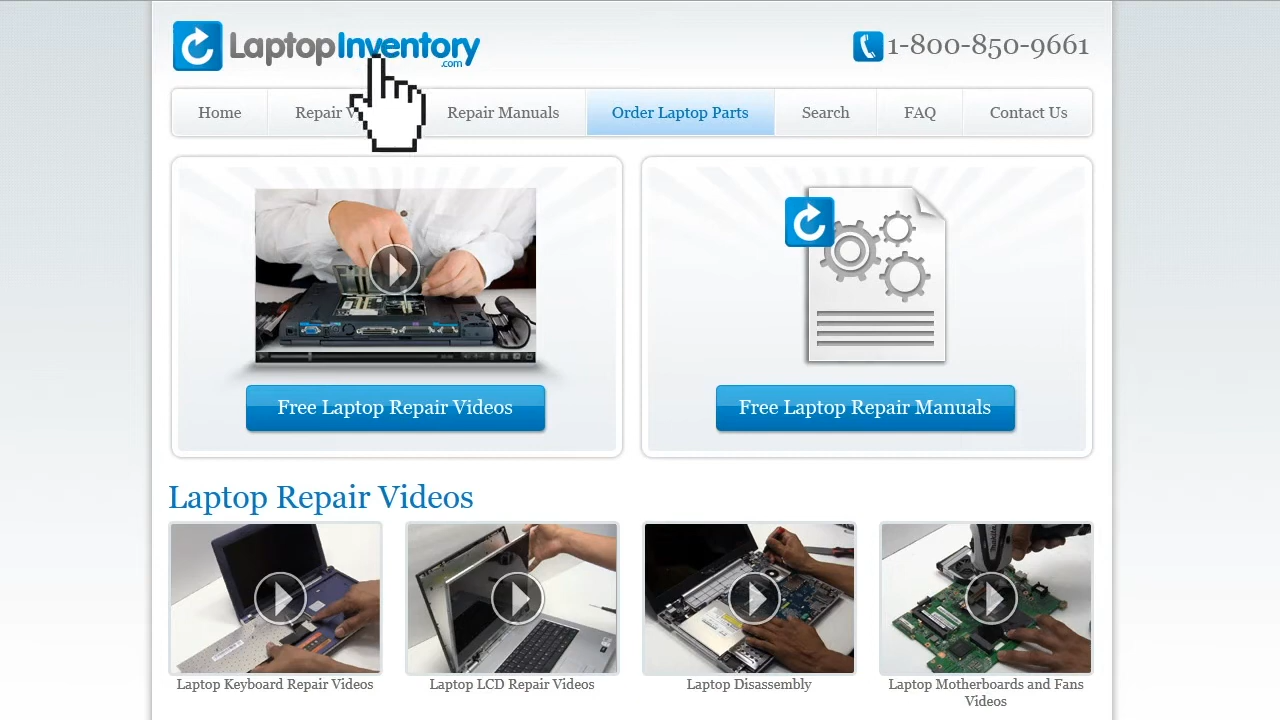 LaptopInventory
.com
1-800-850-9661
Home
Repair V
Repair Manuals
Order Laptop Parts
Search
FAQ
Contact Us
Free Laptop Repair Videos
Free Laptop Repair Manuals
Laptop Repair Videos
Laptop Keyboard Repair Videos
Laptop LCD Repair Videos
Laptop Disassembly
Laptop Motherboards and Fans
Videos